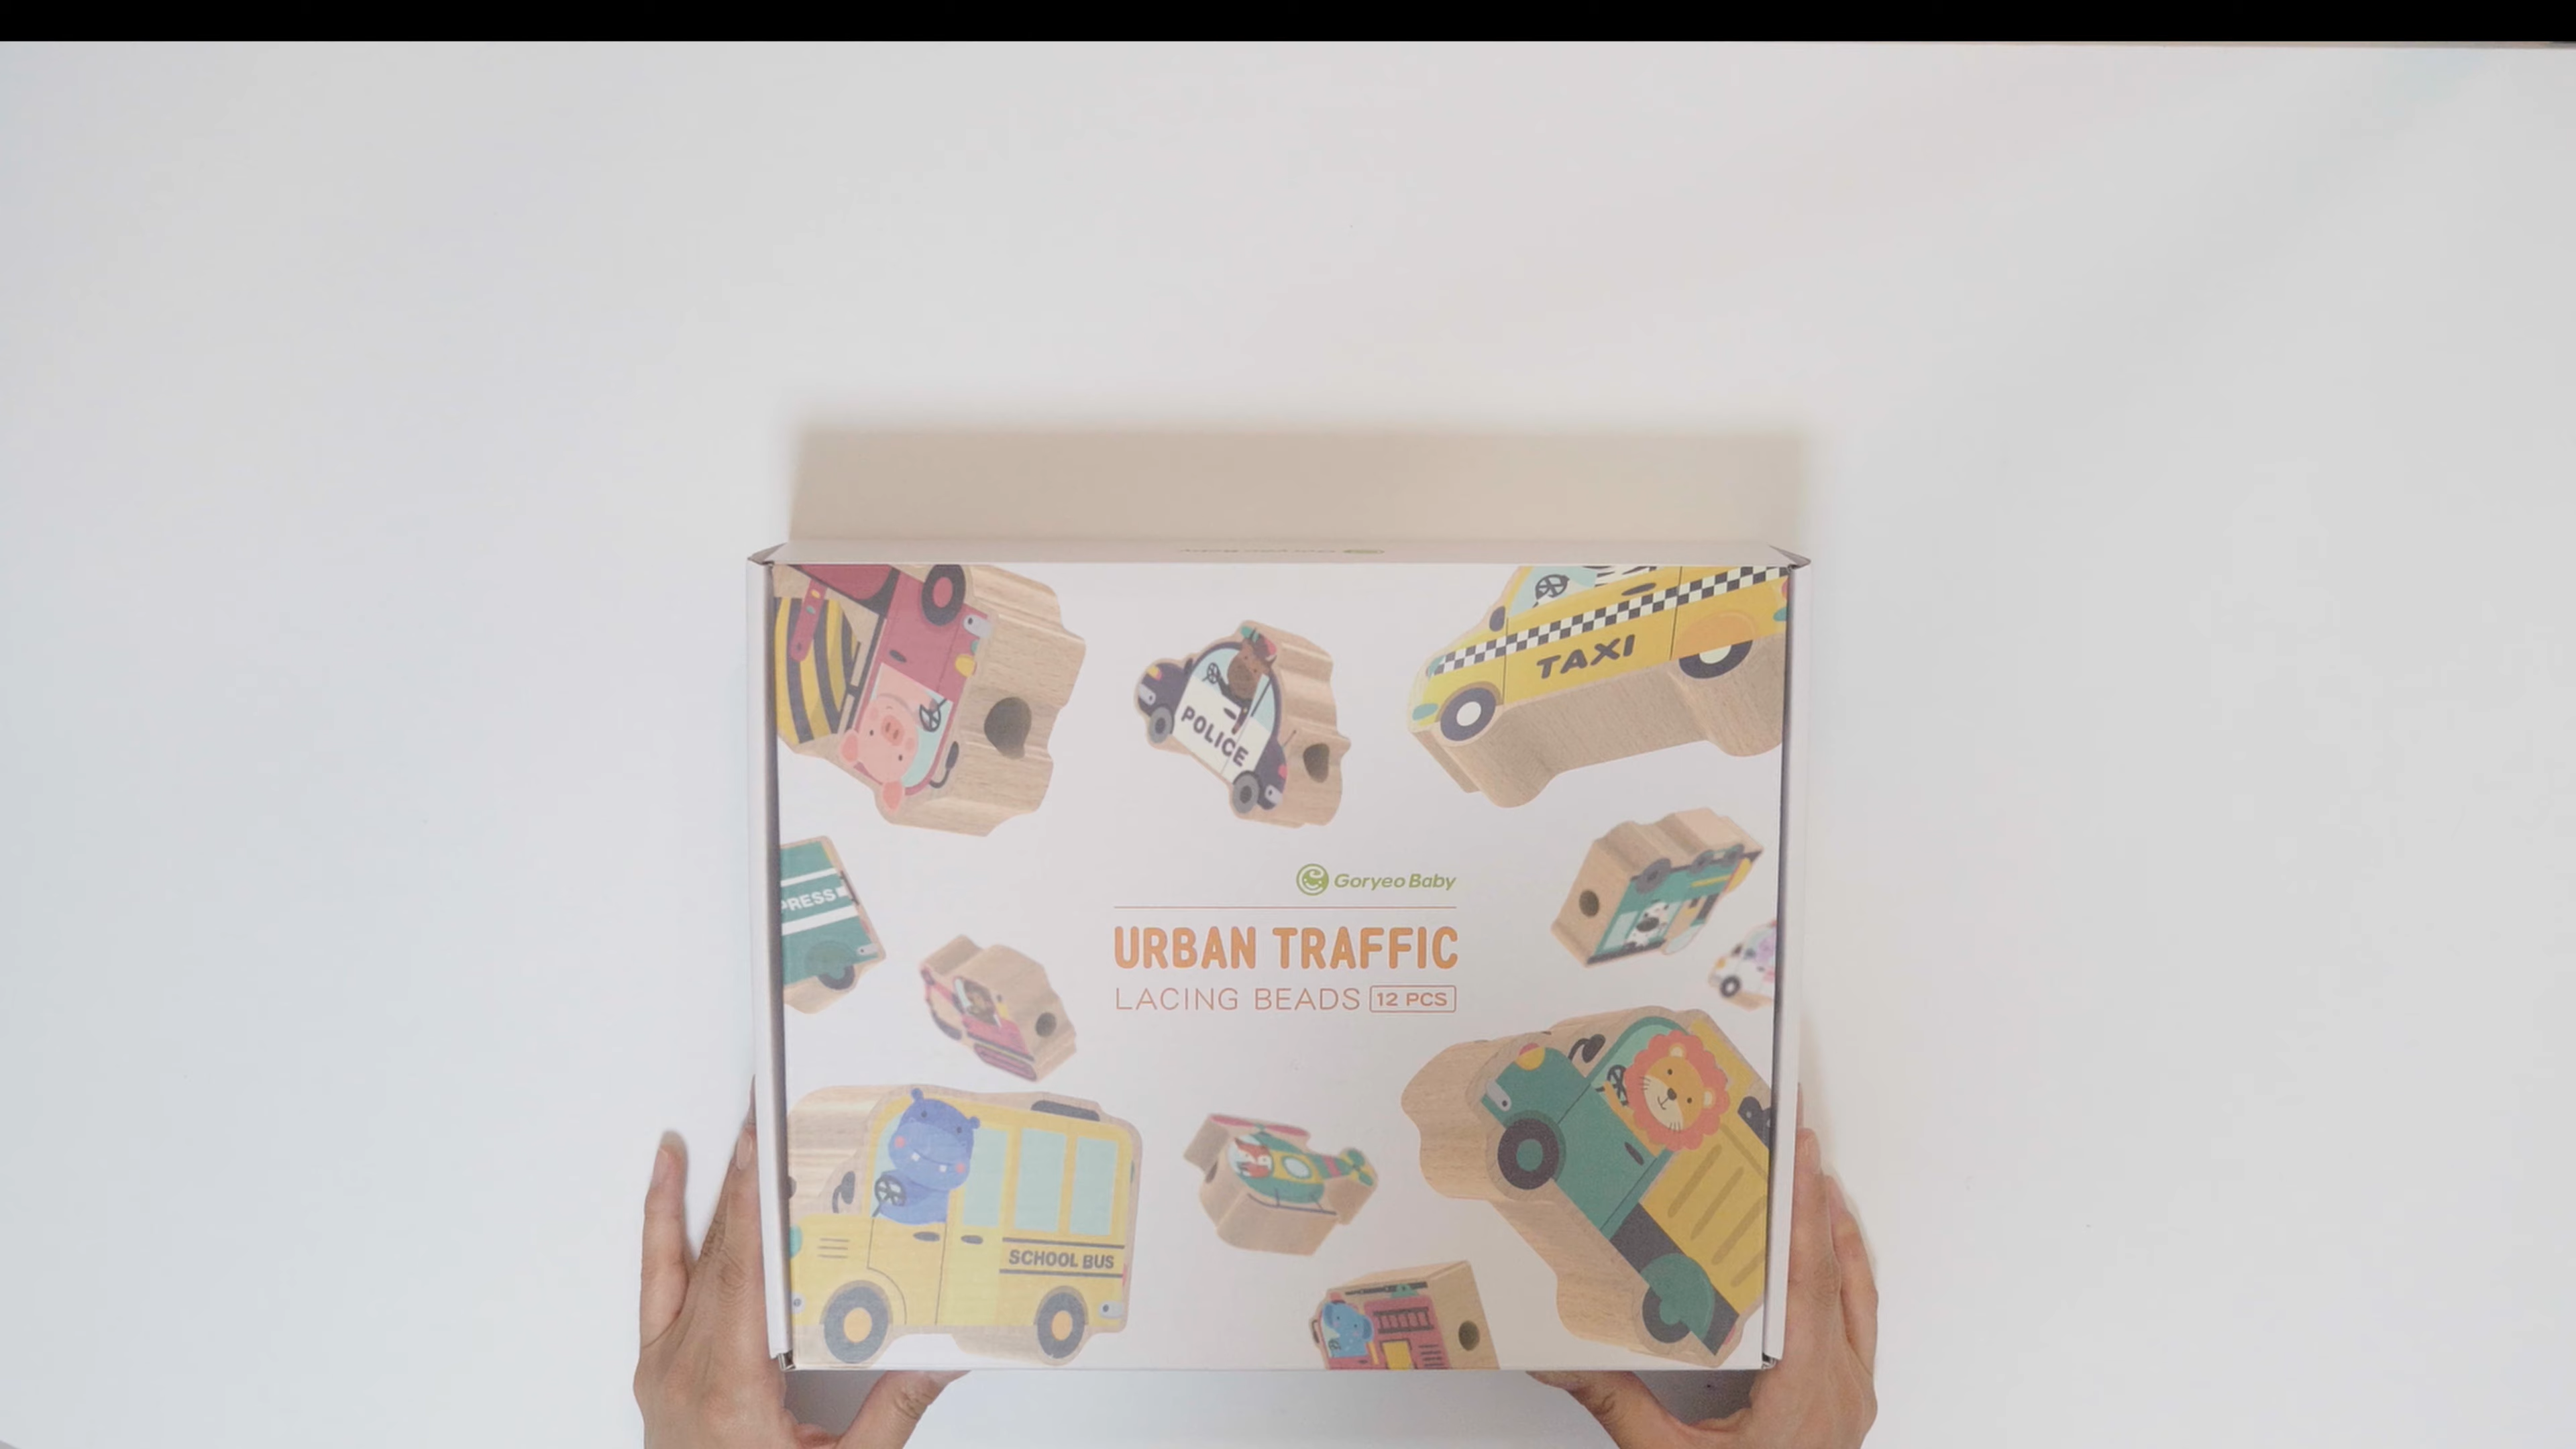 TAXI
POLICE
PRESS
Goryeo Baby
URBAN TRAFFIC
LACING BEADS 12 PCS
SCHOOL BUS